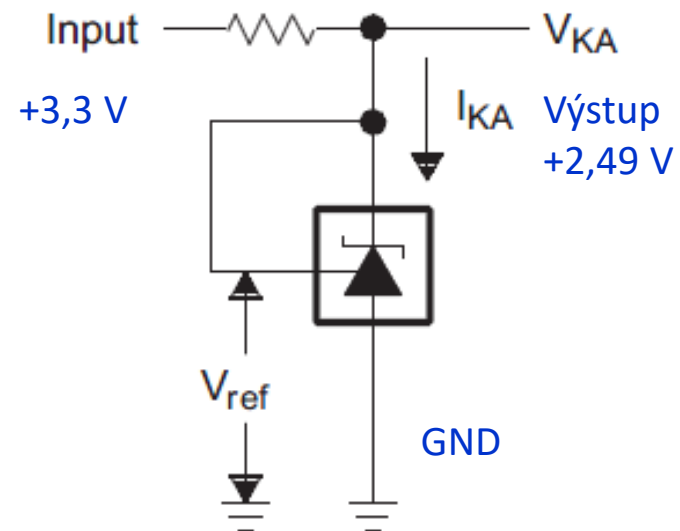 Input
V_KA
+3,3 V
I_KA
Výstup
+2,49 V
V_ref
GND